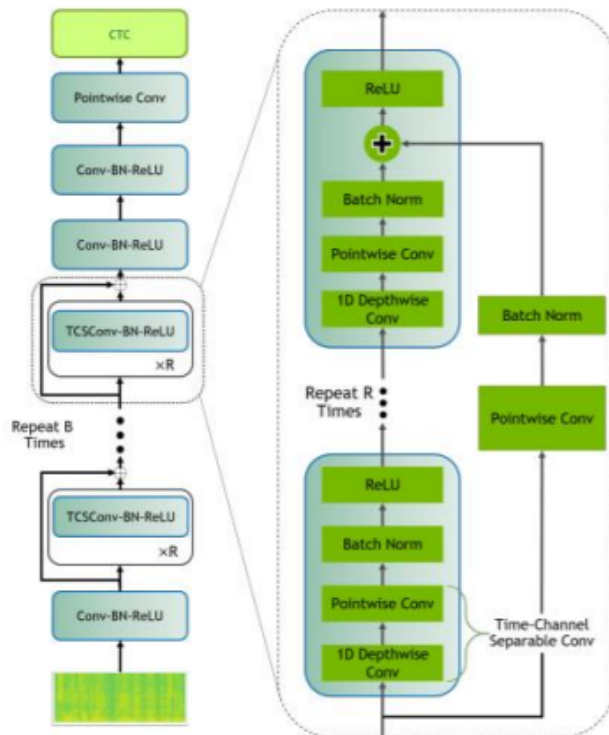 CTC
Pointwise Conv
Conv-BN-ReLU
Conv-BN-ReLU
TCSConv-BN-ReLU
×R
Repeat B
Times
TCSConv-BN-ReLU
×R
Conv-BN-ReLU
ReLU
+
Batch Norm
Pointwise Conv
1D Depthwise
Conv
Repeat R
Times
ReLU
Batch Norm
Pointwise Conv
1D Depthwise
Conv
Batch Norm
Pointwise Conv
Time-Channel
Separable Conv